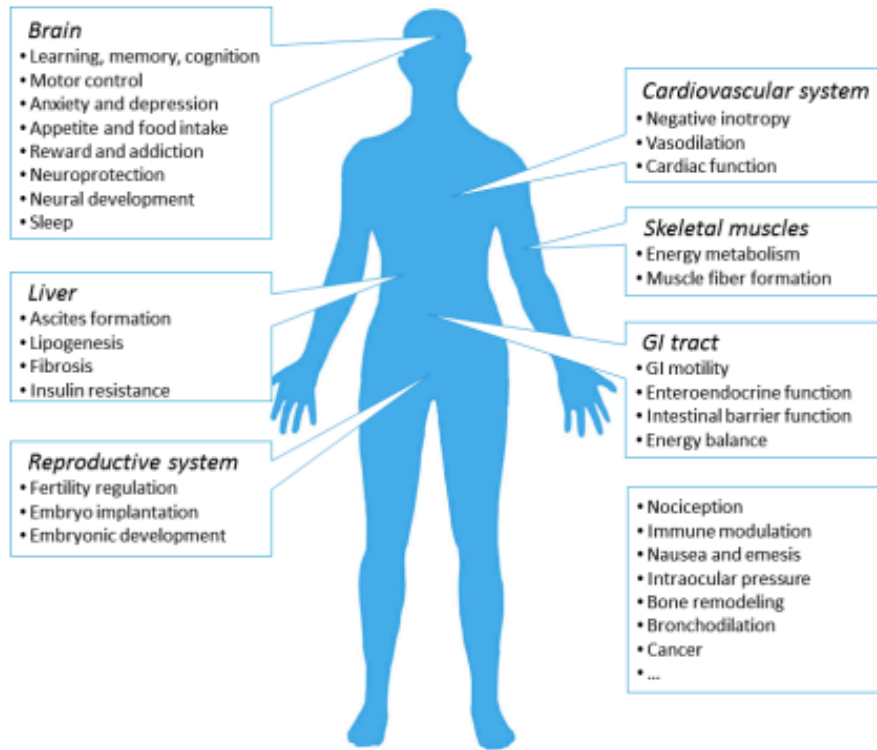 Brain
• Learning, memory, cognition
• Motor control
• Anxiety and depression
• Appetite and food intake
• Reward and addiction
• Neuroprotection
• Neural development
• Sleep
Liver
• Ascites formation
• Lipogenesis
• Fibrosis
• Insulin resistance
Reproductive system
• Fertility regulation
• Embryo implantation
• Embryonic development
Cardiovascular system
• Negative inotropy
• Vasodilation
• Cardiac function
Skeletal muscles
• Energy metabolism
• Muscle fiber formation
GI tract
• GI motility
• Enteroendocrine function
• Intestinal barrier function
• Energy balance
• Nociception
• Immune modulation
• Nausea and emesis
• Intraocular pressure
• Bone remodeling
• Bronchodilation
• Cancer
• ...